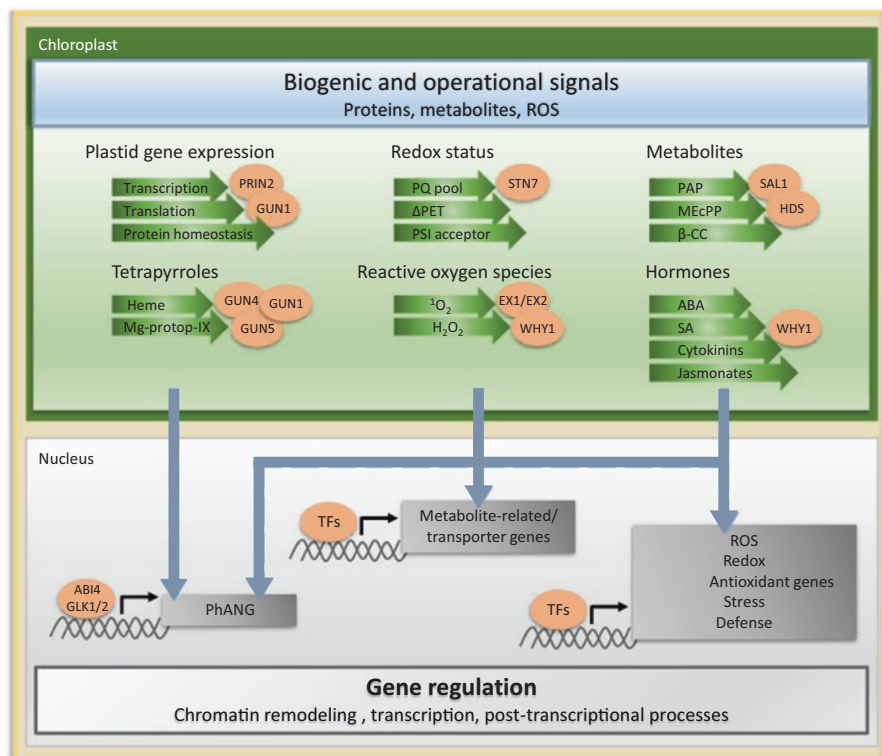 Chloroplast
Biogenic and operational signals
Proteins, metabolites, ROS
Plastid gene expression
Transcription
PRIN2
Translation
GUN1
Protein homeostasis
Redox status
PQ pool
STN7
ΔPET
PSI acceptor
Metabolites
PAP
SAL1
MEcPP
HDS
β-CC
Tetrapyrroles
Heme
GUN4
GUN1
Mg-protop-IX
GUN5
Reactive oxygen species
¹O₂
EX1/EX2
H₂O₂
WHY1
Hormones
ABA
SA
WHY1
Cytokinins
Jasmonates
Nucleus
TFs
Metabolite-related/
transporter genes
ABI4
GLK1/2
PhANG
TFs
ROS
Redox
Antioxidant genes
Stress
Defense
Gene regulation
Chromatin remodeling , transcription, post-transcriptional processes